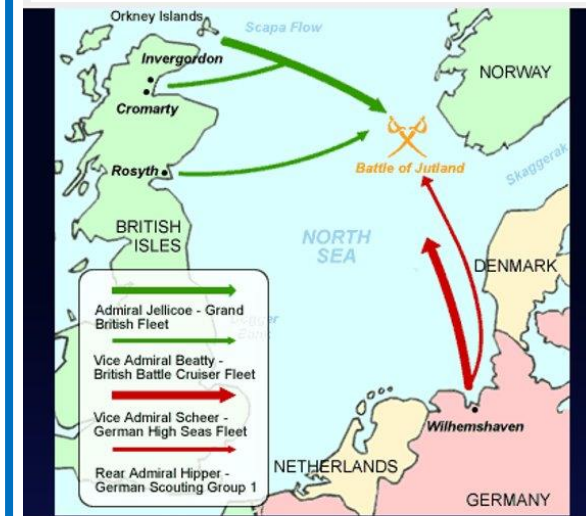 Orkney Islands
Scapa Flow
Invergordon
Cromarty
NORWAY
Battle of Jutland
Skaggerak
Rosyth
BRITISH
ISLES
NORTH
SEA
DENMARK
Admiral Jellicoe - Grand
British Fleet
Vice Admiral Beatty -
British Battle Cruiser Fleet
Vice Admiral Scheer -
German High Seas Fleet
Rear Admiral Hipper -
German Scouting Group 1
Wilhemshaven
NETHERLANDS
GERMANY